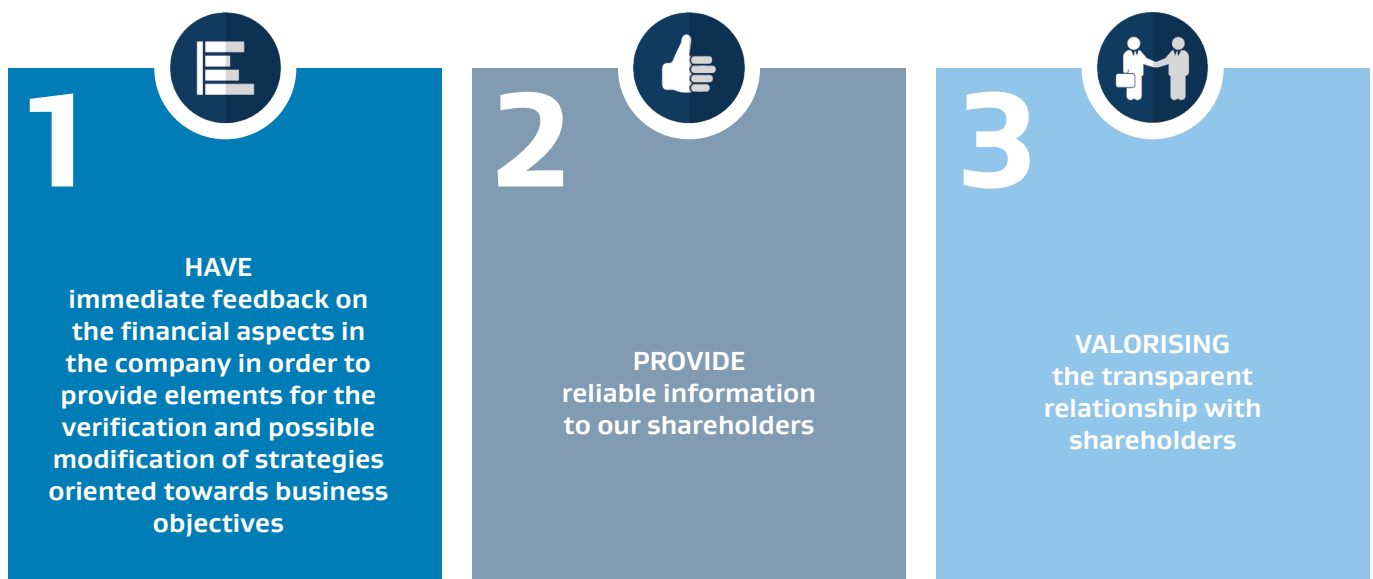 1
HAVE
immediate feedback on
the financial aspects in
the company in order to
provide elements for the
verification and possible
modification of strategies
oriented towards business
objectives
2
PROVIDE
reliable information
to our shareholders
3
VALORISING
the transparent
relationship with
shareholders